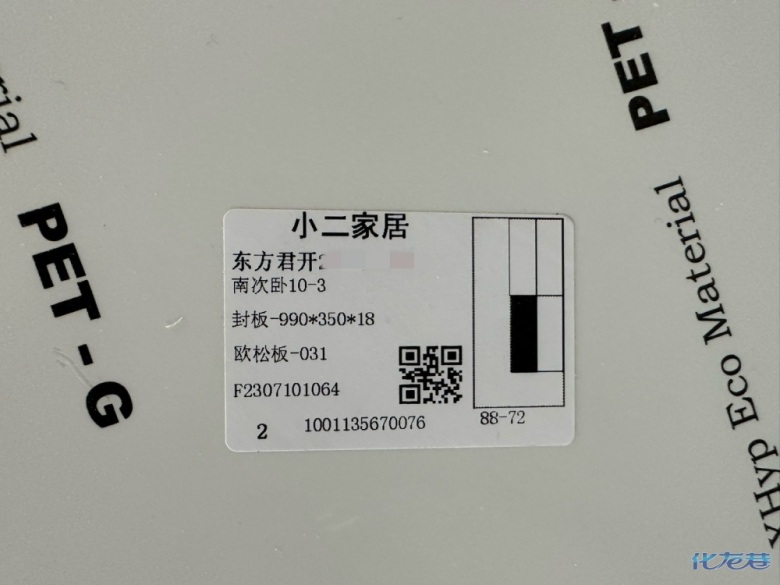 小二家居
东方君开
南次卧10-3
封板-990*350*18
欧松板-031
F2307101064
2 1001135670076
88-72
PET - G
PET
Eco Material
化龙巷